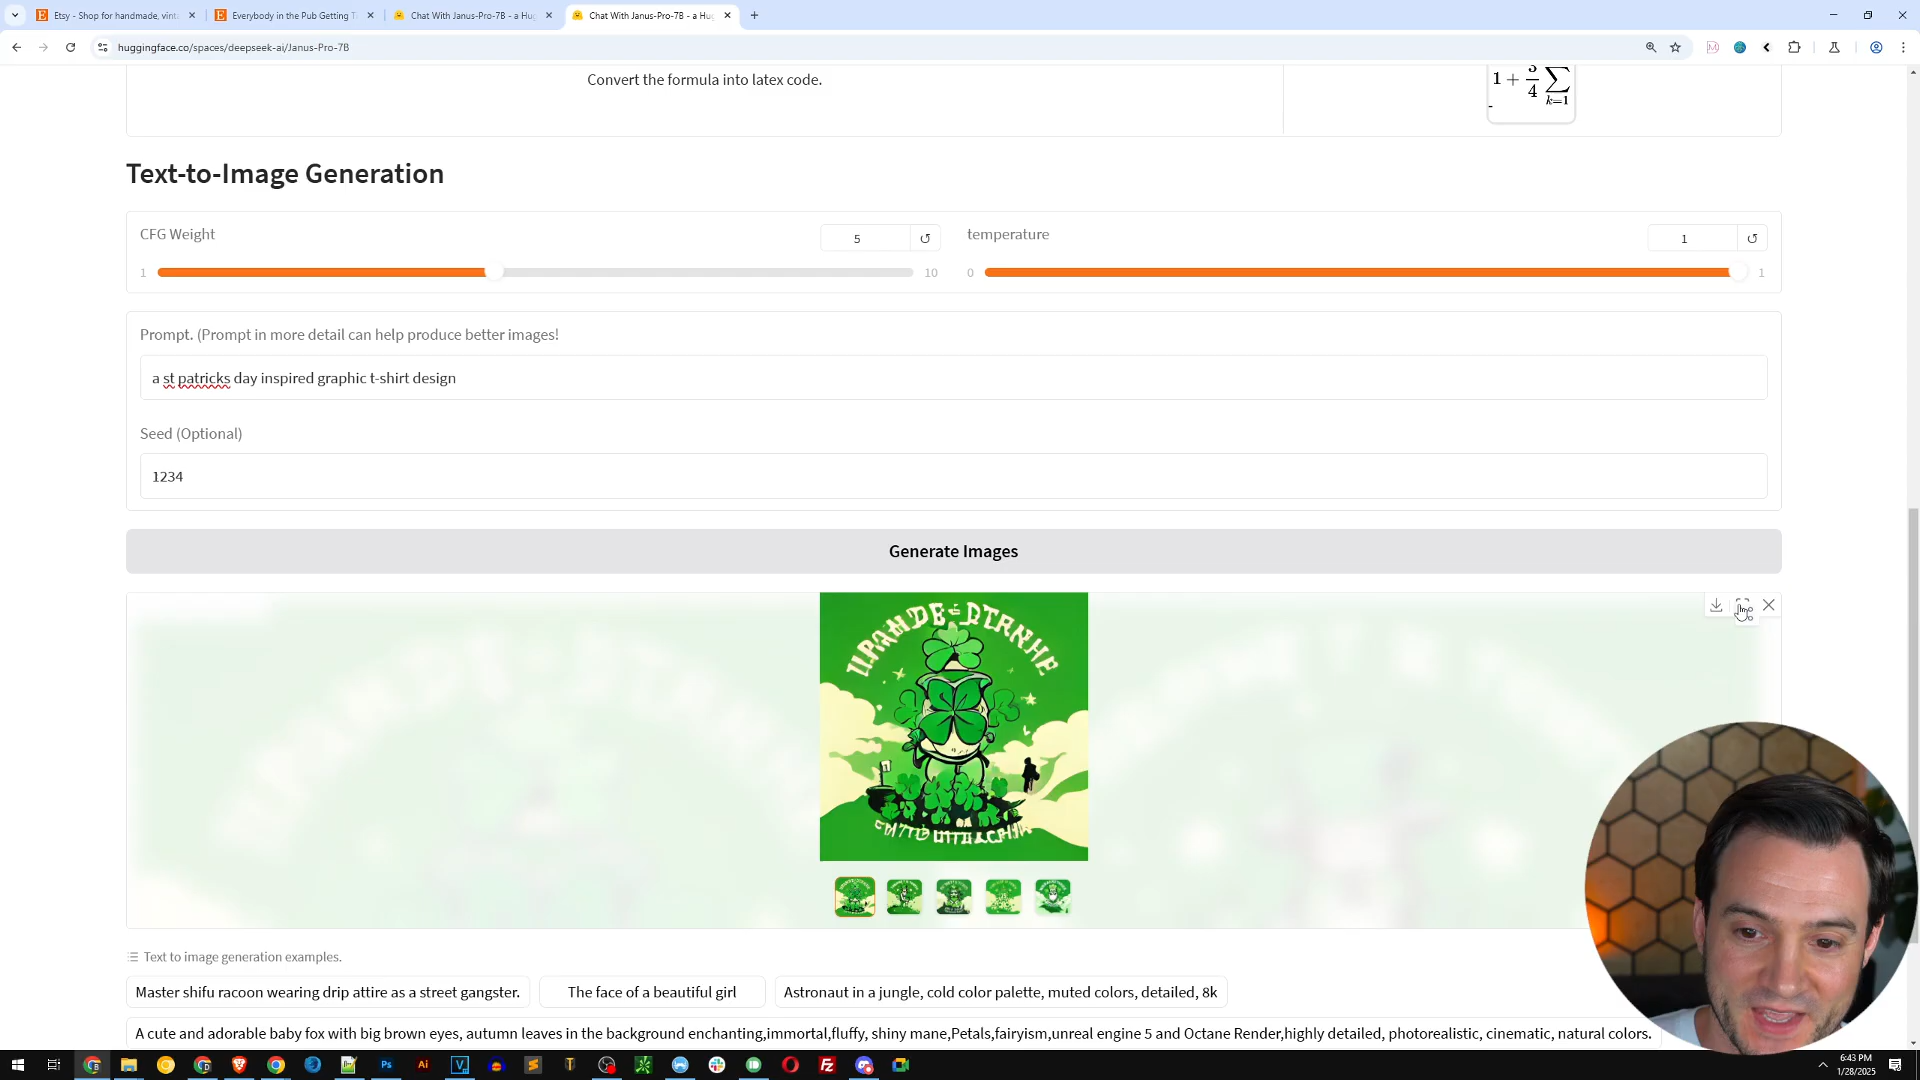 Etsy - Shop for handmade, vint
Everybody in the Pub Getting T
Chat With Janus-Pro-7B - a Hug
Chat With Janus-Pro-7B - a Hug
huggingface.co/spaces/deepseek-ai/Janus-Pro-7B
Convert the formula into latex code.
1 + 3/4 ∑ k=1
Text-to-Image Generation
CFG Weight
5
temperature
1
1
10
0
1
Prompt. (Prompt in more detail can help produce better images!
a st patricks day inspired graphic t-shirt design
Seed (Optional)
1234
Generate Images
Text to image generation examples.
Master shifu racoon wearing drip attire as a street gangster.
The face of a beautiful girl
Astronaut in a jungle, cold color palette, muted colors, detailed, 8k
A cute and adorable baby fox with big brown eyes, autumn leaves in the background enchanting,immortal,fluffy, shiny mane,Petals,fairyism,unreal engine 5 and Octane Render,highly detailed, photorealistic, cinematic, natural colors.
6:43 PM
1/28/2025